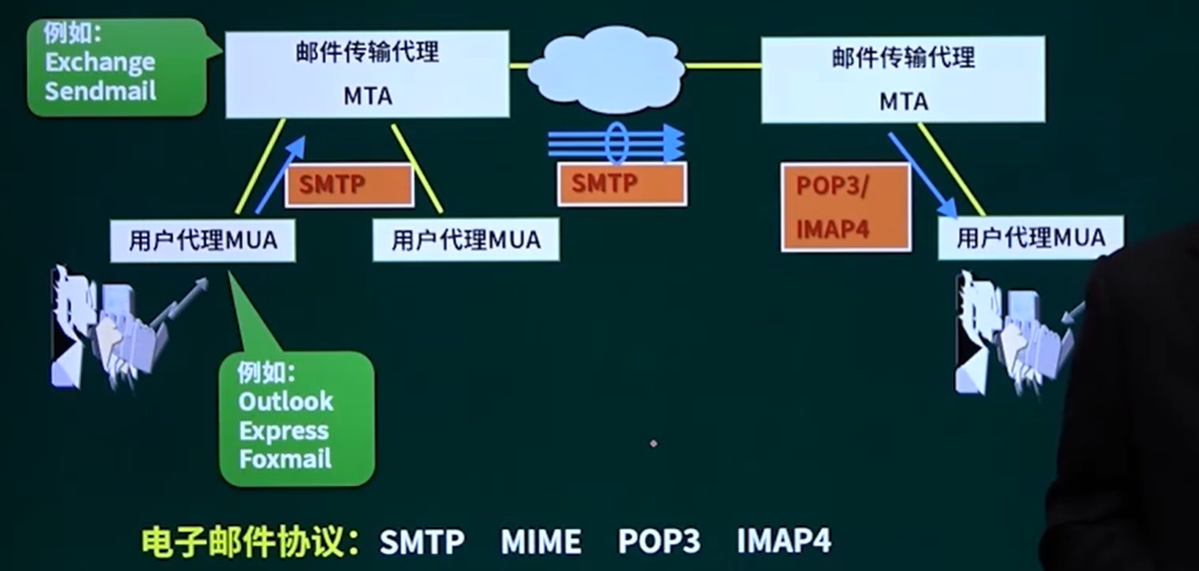 例如：
Exchange
Sendmail
邮件传输代理
MTA
邮件传输代理
MTA
SMTP
SMTP
POP3/
IMAP4
用户代理MUA
用户代理MUA
用户代理MUA
例如：
Outlook
Express
Foxmail
电子邮件协议：SMTP MIME POP3 IMAP4